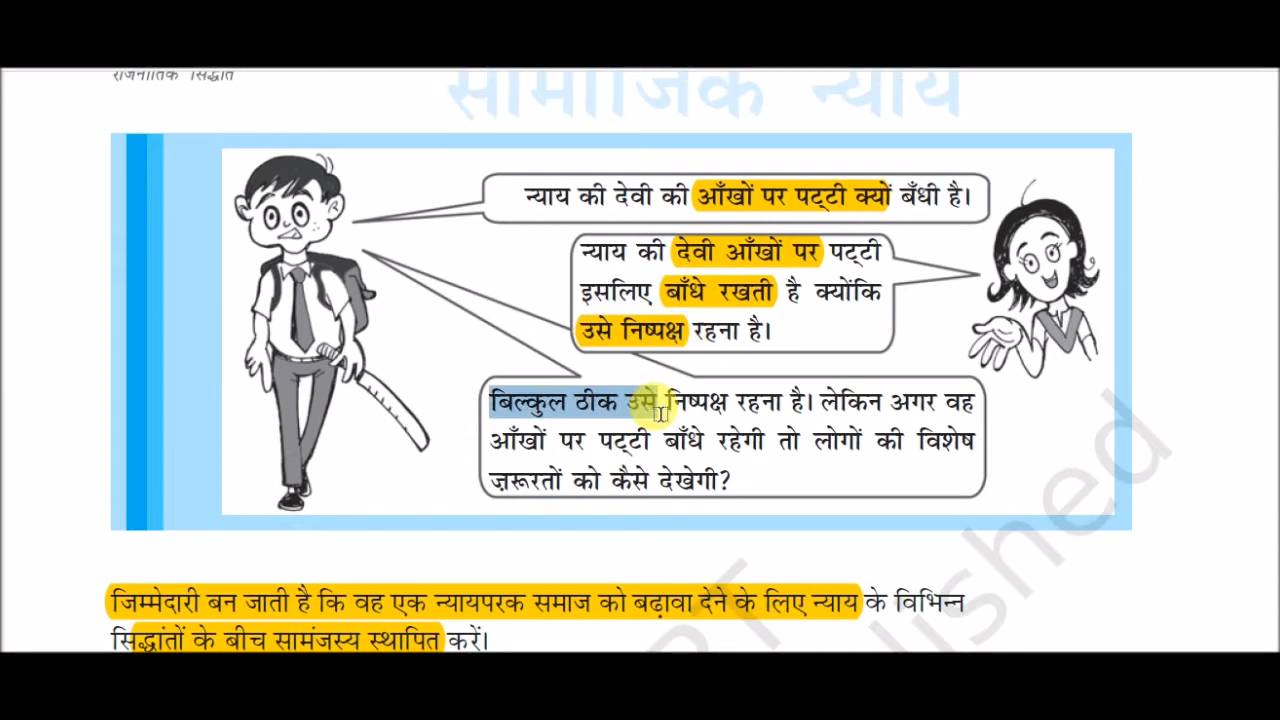 राजनीतिक सिद्धांत
सामाजिक न्याय
न्याय की देवी की आँखों पर पट्टी क्यों बँधी है।
न्याय की देवी आँखों पर पट्टी
इसलिए बाँधे रखती है क्योंकि
उसे निष्पक्ष रहना है।
बिल्कुल ठीक उसे निष्पक्ष रहना है। लेकिन अगर वह
आँखों पर पट्टी बाँधे रहेगी तो लोगों की विशेष
ज़रूरतों को कैसे देखेगी?
जिम्मेदारी बन जाती है कि वह एक न्यायपरक समाज को बढ़ावा देने के लिए न्याय के विभिन्न
सिद्धांतों के बीच सामंजस्य स्थापित करें।